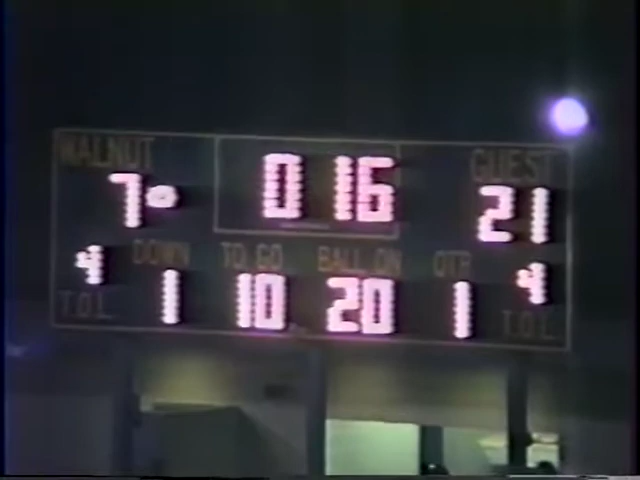 WALNUT GUEST
7 0 16 21
DOWN TO GO BALL ON QTR
4 1 10 20 1 4
T.O.L. T.O.L.